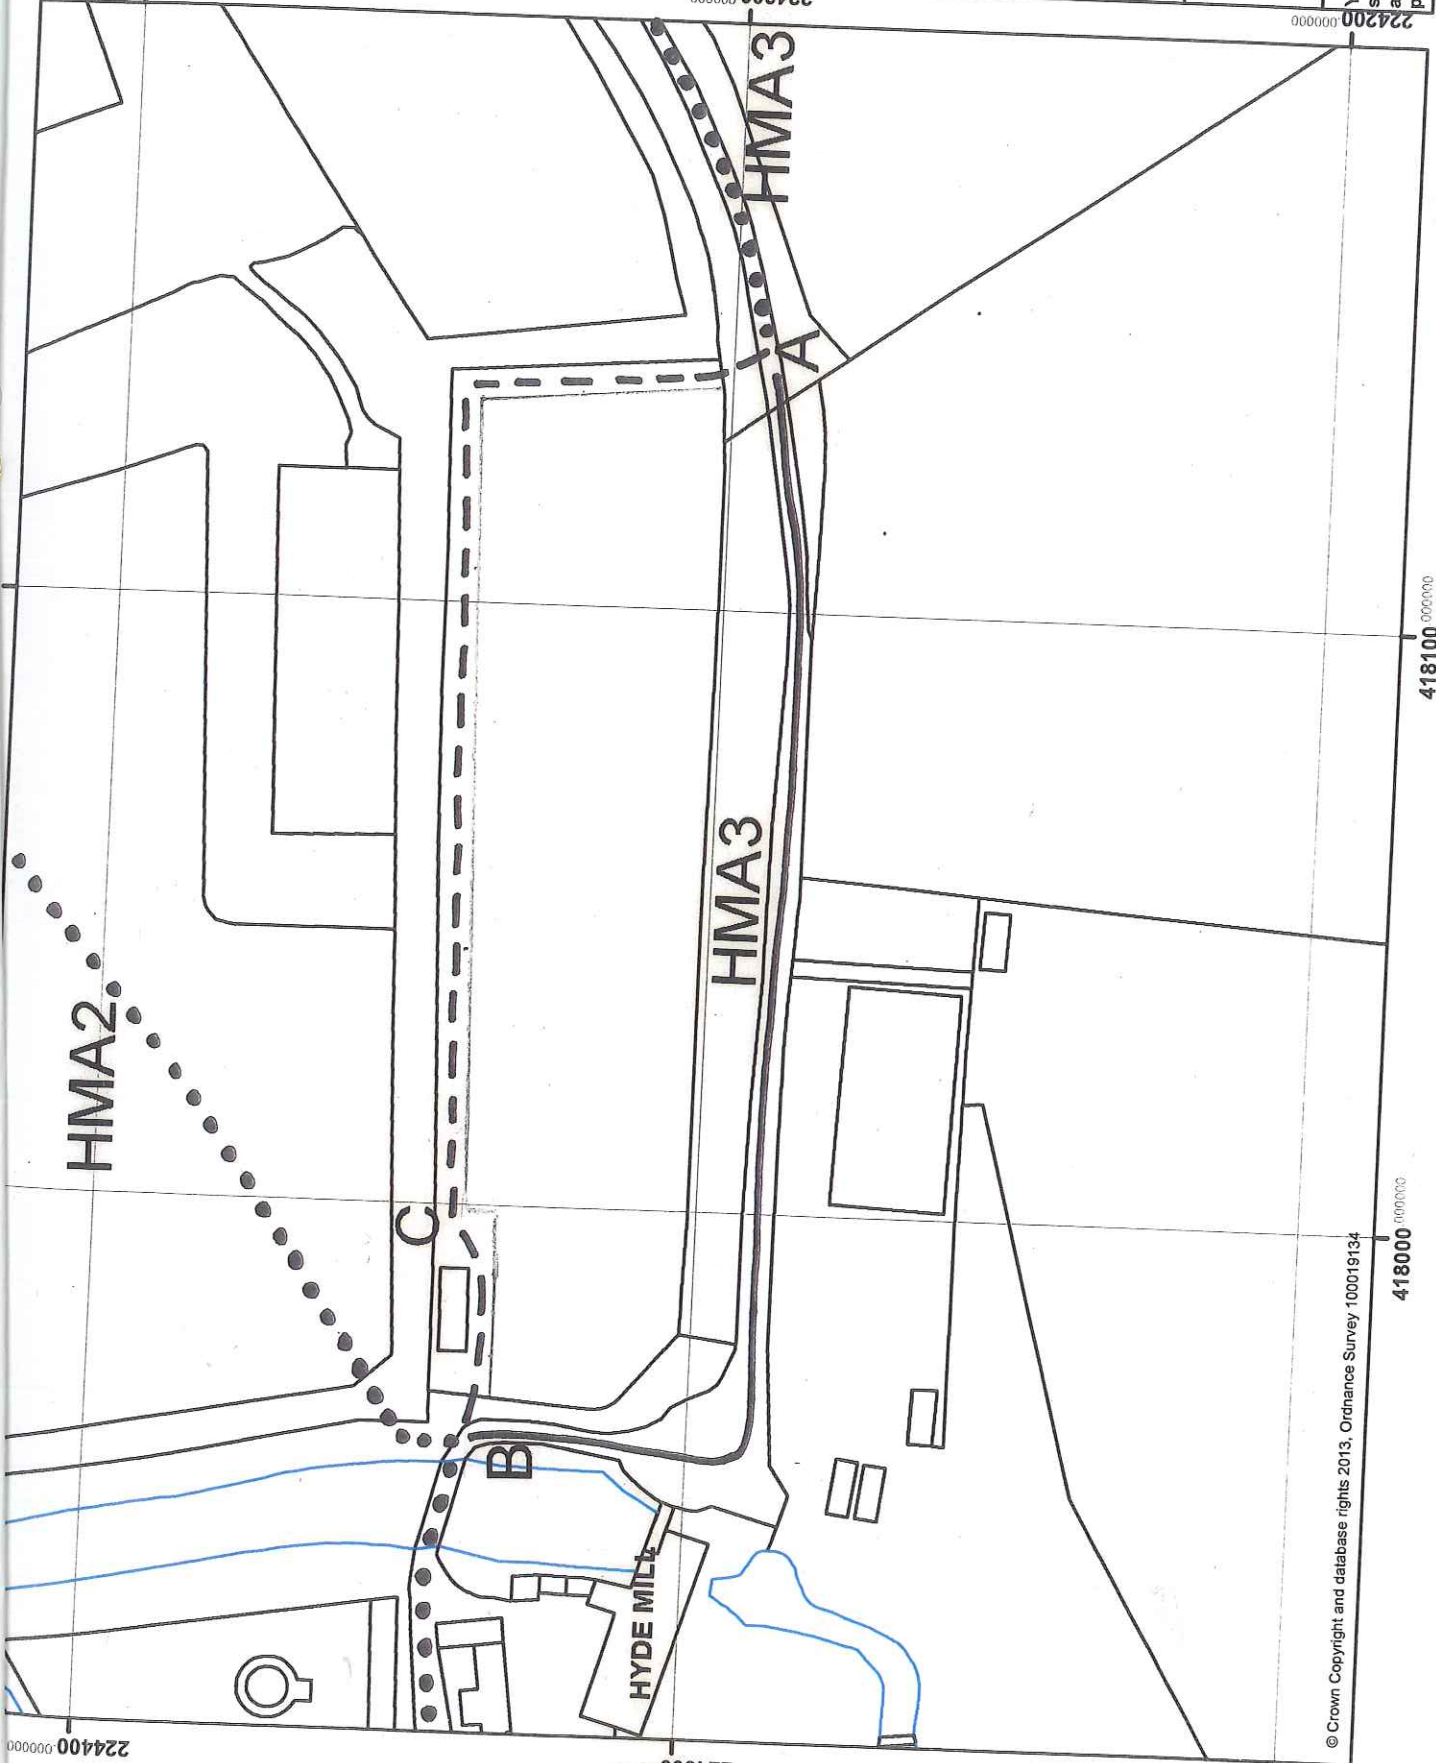 HMA2
HMA3
HMA3
A
B
C
HYDE MILL
224400.000000
224200.000000
418100.000000
418000.000000
© Crown Copyright and database rights 2013, Ordnance Survey 100019134